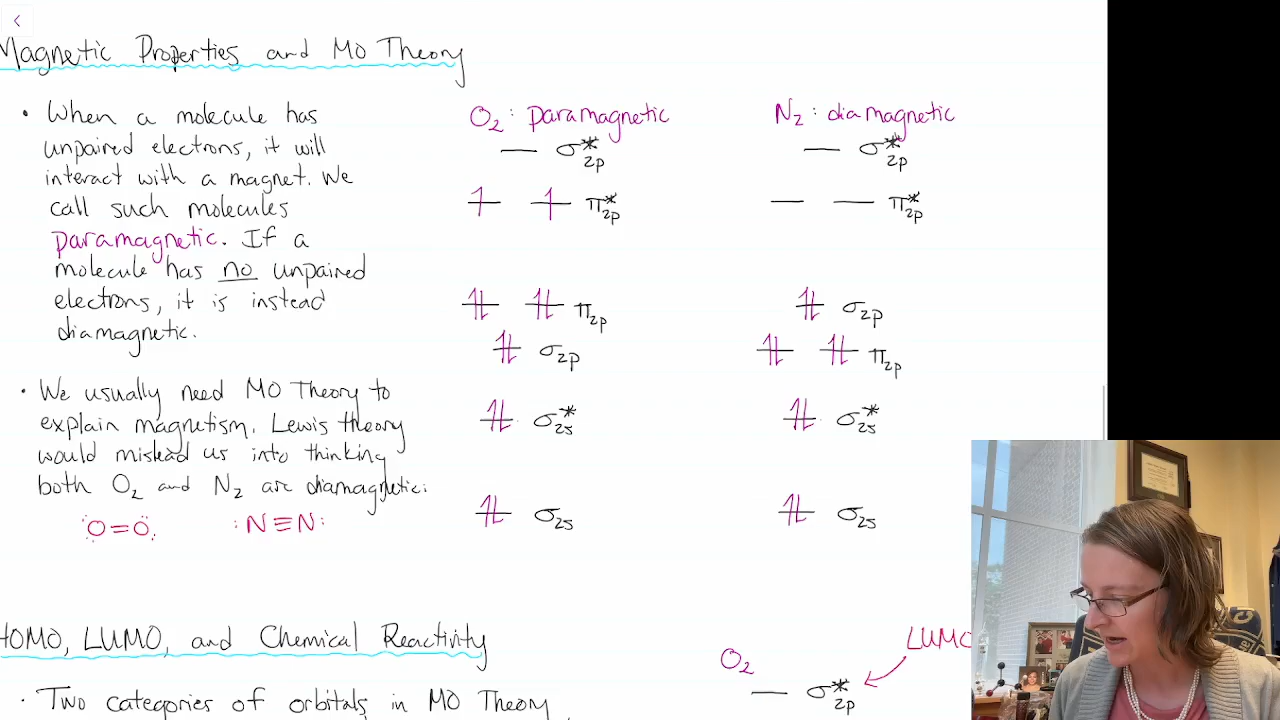 Magnetic Properties and MO Theory
• When a molecule has
unpaired electrons, it will
interact with a magnet. We
call such molecules
paramagnetic. If a
molecule has no unpaired
electrons, it is instead
diamagnetic.
• We usually need MO Theory to
explain magnetism. Lewis theory
would mislead us into thinking
both O₂ and N₂ are diamagnetic:
:Ö=Ö:
:N≡N:
O₂: paramagnetic
σ*2p
π*2p
π2p
σ2p
σ*2s
σ2s
N₂: diamagnetic
σ*2p
π*2p
σ2p
π2p
σ*2s
σ2s
HOMO, LUMO, and Chemical Reactivity
• Two categories of orbitals in MO Theory
O₂
LUMO
σ*2p